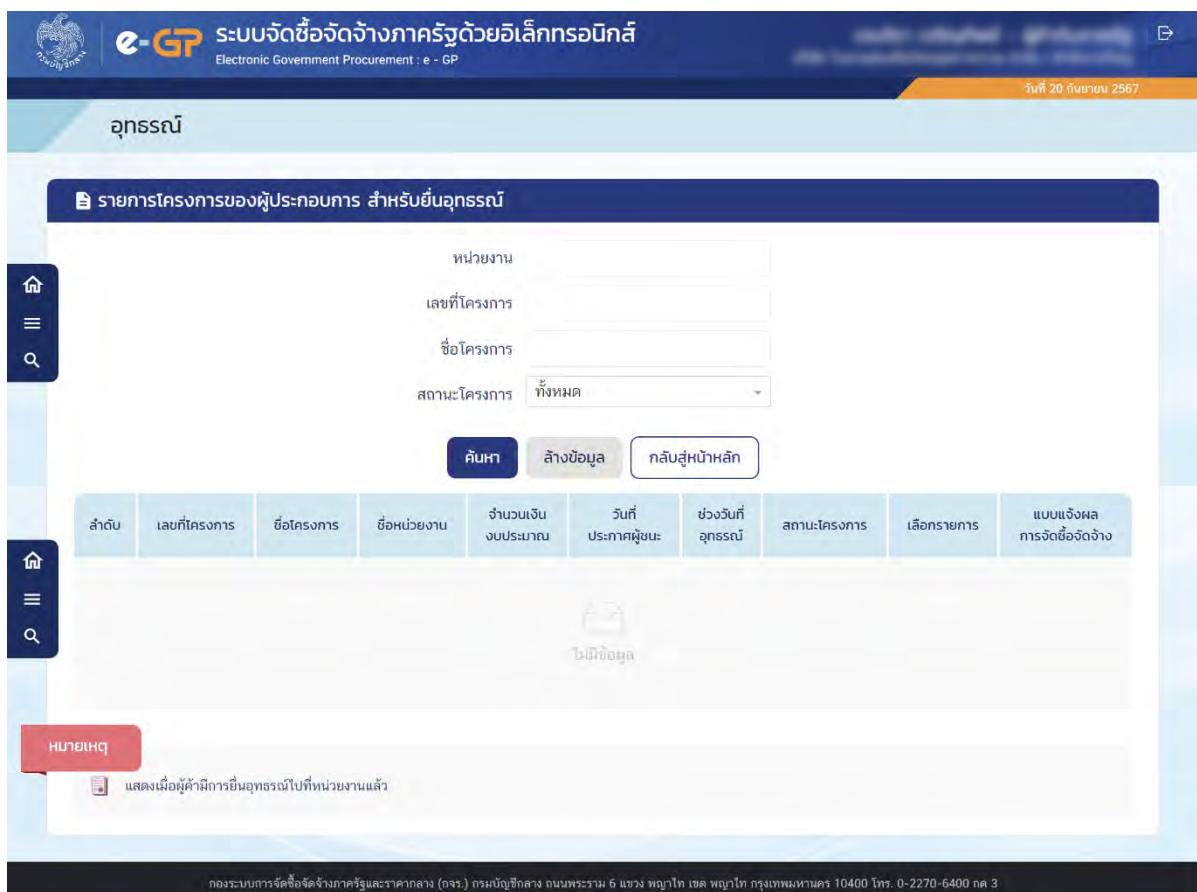 กรมบัญชีกลาง
e-GP
ระบบจัดซื้อจัดจ้างภาครัฐด้วยอิเล็กทรอนิกส์
Electronic Government Procurement : e - GP
วันที่ 20 กันยายน 2567
อุทธรณ์
รายการโครงการของผู้ประกอบการ สำหรับยื่นอุทธรณ์
หน่วยงาน
เลขที่โครงการ
ชื่อโครงการ
สถานะโครงการ ทั้งหมด
ค้นหา ล้างข้อมูล กลับสู่หน้าหลัก
ลำดับ เลขที่โครงการ ชื่อโครงการ ชื่อหน่วยงาน จำนวนเงิน วันที่ ช่วงวันที่ สถานะโครงการ เลือกรายการ แบบแจ้งผล
งบประมาณ ประกาศผู้ชนะ อุทธรณ์ การจัดซื้อจัดจ้าง
ไม่มีข้อมูล
หมายเหตุ
แสดงเมื่อผู้ค้ามีการยื่นอุทธรณ์ไปที่หน่วยงานแล้ว
กองระบบการจัดซื้อจัดจ้างภาครัฐและราคากลาง (กจร.) กรมบัญชีกลาง ถนนพระราม 6 แขวง พญาไท เขต พญาไท กรุงเทพมหานคร 10400 โทร. 0-2270-6400 กด 3